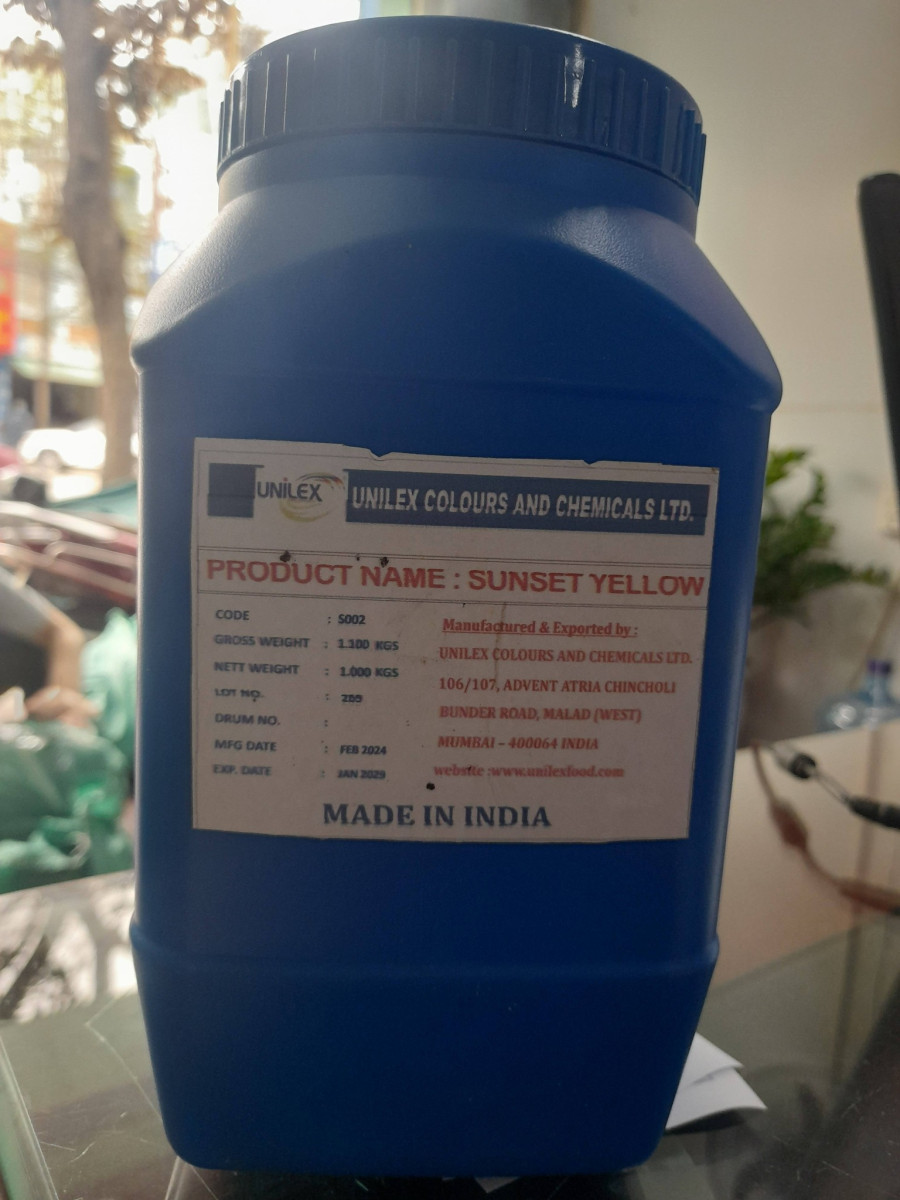 UNILEX
UNILEX COLOURS AND CHEMICALS LTD.
PRODUCT NAME : SUNSET YELLOW
CODE : S002
GROSS WEIGHT : 1.100 KGS
NETT WEIGHT : 1.000 KGS
LOT NO. :
DRUM NO. :
MFG DATE : FEB 2024
EXP. DATE : JAN 2029
Manufactured & Exported by :
UNILEX COLOURS AND CHEMICALS LTD.
106/107, ADVENT ATRIA CHINCHOLI
BUNDER ROAD, MALAD (WEST)
MUMBAI – 400064 INDIA
website :www.unilexfood.com
MADE IN INDIA